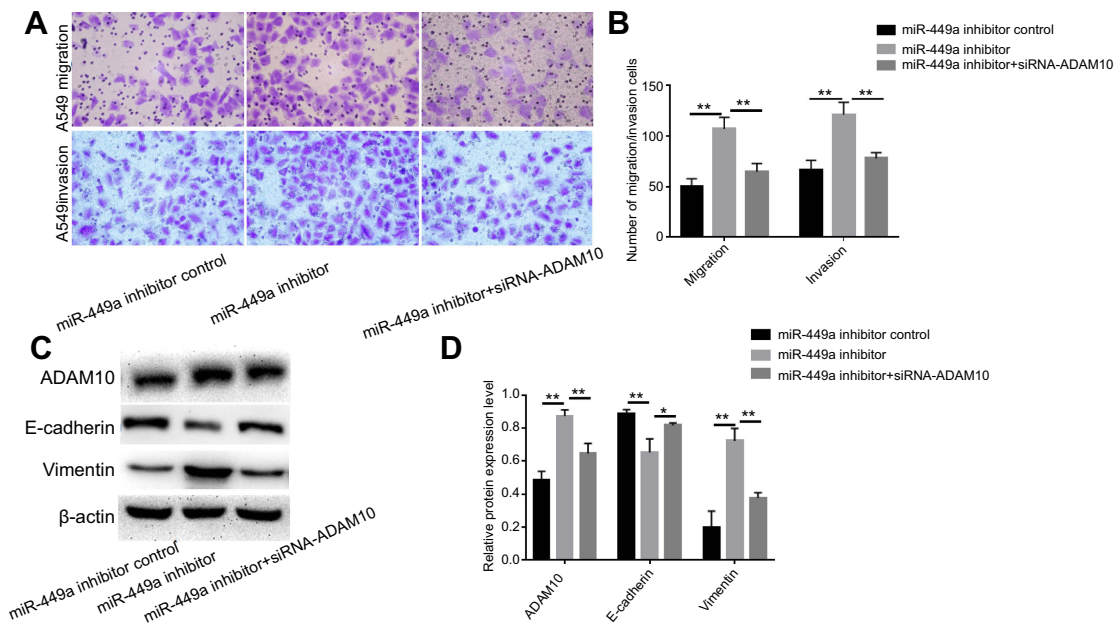 A
A549 migration
A549invasion
miR-449a inhibitor control
miR-449a inhibitor
miR-449a inhibitor+siRNA-ADAM10
B
miR-449a inhibitor control
miR-449a inhibitor
miR-449a inhibitor+siRNA-ADAM10
Number of migration/invasion cells
150
100
50
0
** ** ** **
Migration
Invasion
C
ADAM10
E-cadherin
Vimentin
β-actin
miR-449a inhibitor control
miR-449a inhibitor
miR-449a inhibitor+siRNA-ADAM10
D
miR-449a inhibitor control
miR-449a inhibitor
miR-449a inhibitor+siRNA-ADAM10
Relative protein expression level
1.0
0.8
0.6
0.4
0.2
0.0
** ** ** * ** **
ADAM10
E-cadherin
Vimentin